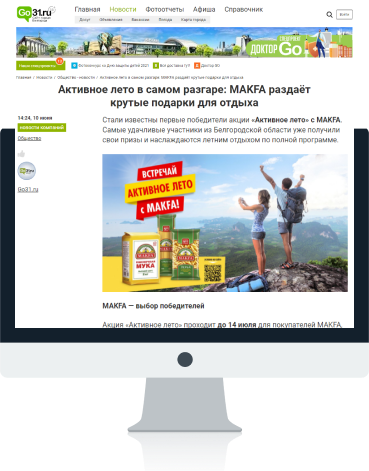 Go31.ru
Главная Новости Фотоотчеты Афиша Справочник
Досуг Объявления Вакансии Погода Карта города
ДОКТОР Go
Главная / Новости / Общество - новости / Активное лето в самом разгаре: MAKFA раздаёт крутые подарки для отдыха
Активное лето в самом разгаре: MAKFA раздаёт
крутые подарки для отдыха
14:24, 10 июня
НОВОСТИ КОМПАНИЙ
Общество
Go31.ru
Стали известны первые победители акции «Активное лето» с MAKFA.
Самые удачливые участники из Белгородской области уже получили
свои призы и наслаждаются летним отдыхом по полной программе.
ВСТРЕЧАЙ
АКТИВНОЕ ЛЕТО
с MAKFA!
MAKFA
МУКА
MAKFA — выбор победителей
Акция «Активное лето» проходит до 14 июля для покупателей MAKFA.